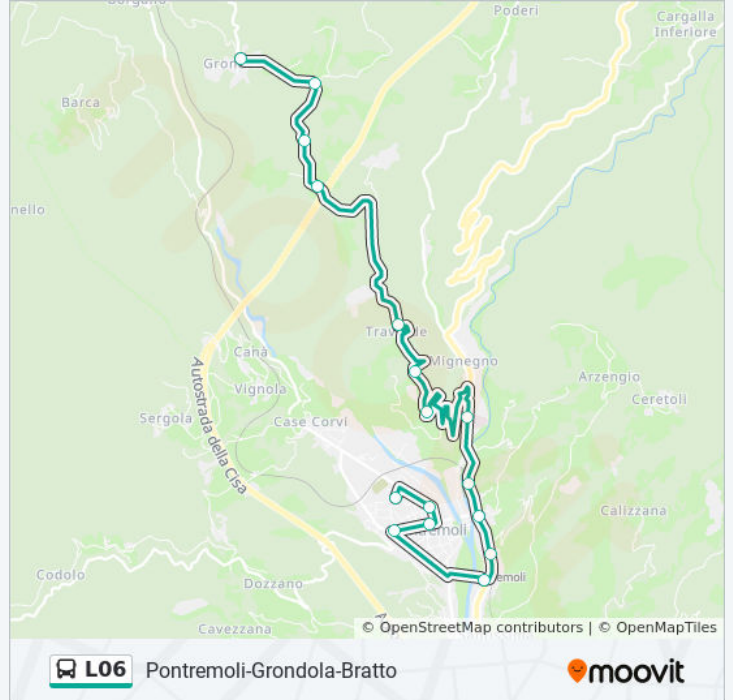 Poderi
Cargalla
Inferiore
Gron
Barca
nello
Canà
Mignegno
Vignola
Arzengio
Ceretoli
Autostrada della Cisa
Sergola
Case Corvi
Calizzana
remoli
Codolo
Dozzano
emoli
Cavezzana
© OpenStreetMap contributors | © OpenMapTiles
L06 Pontremoli-Grondola-Bratto
moovit